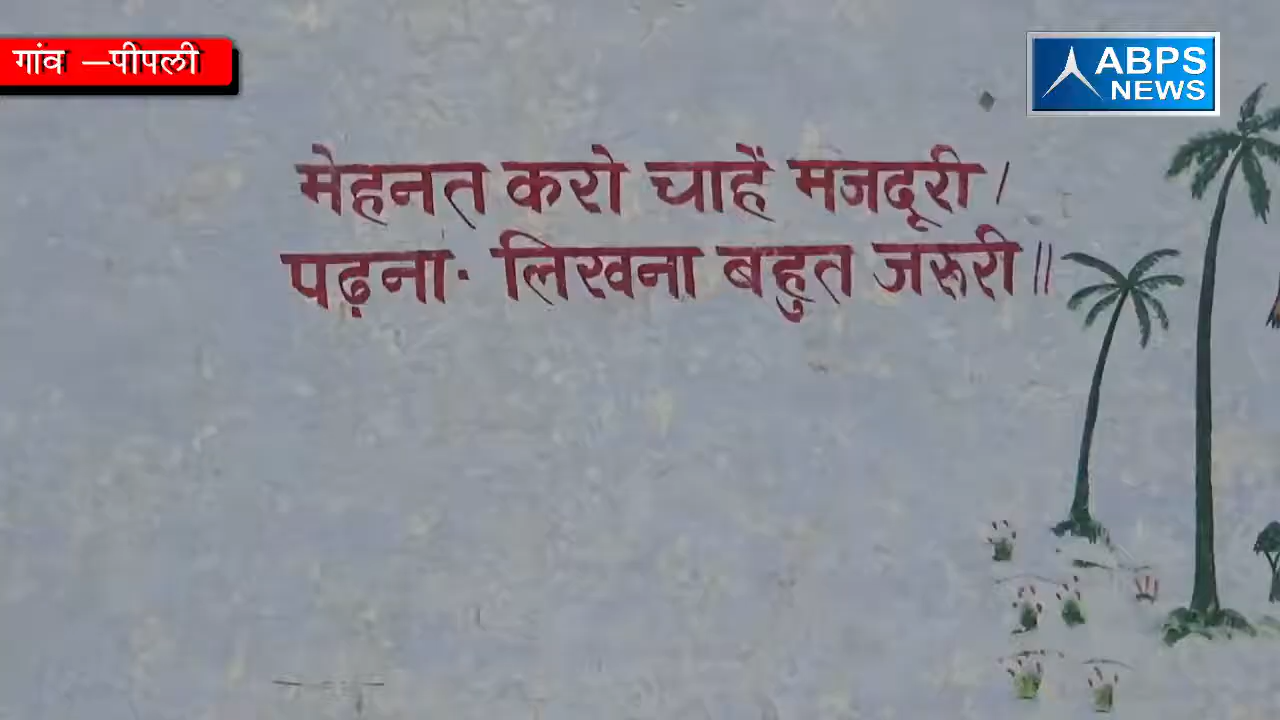 गांव –पीपली
ABPS
NEWS
मेहनत करो चाहें मजदूरी।
पढ़ना- लिखना बहुत जरूरी॥